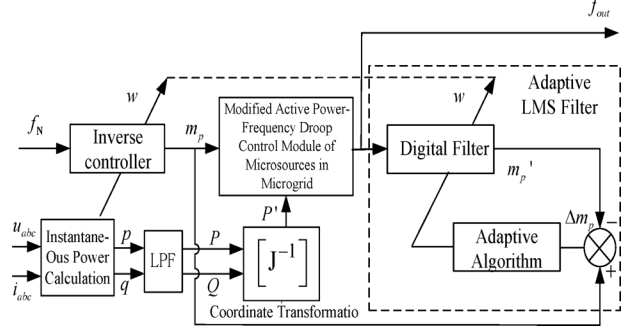 f_out
Adaptive
LMS Filter
w
w
f_N
Inverse
controller
m_p
Modified Active Power-
Frequency Droop
Control Module of
Microsources in
Microgrid
Digital Filter
m_p'
P'
Δm_p
−
+
u_abc
i_abc
Instantane-
Ous Power
Calculation
p
q
LPF
P
Q
[J⁻¹]
Adaptive
Algorithm
Coordinate Transformatio